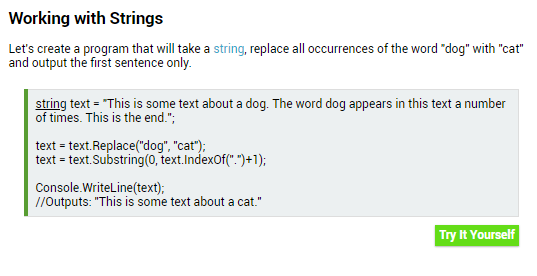 Working with Strings
Let's create a program that will take a string, replace all occurrences of the word "dog" with "cat"
and output the first sentence only.
string text = "This is some text about a dog. The word dog appears in this text a number
of times. This is the end.";
text = text.Replace("dog", "cat");
text = text.Substring(0, text.IndexOf(".")+1);
Console.WriteLine(text);
//Outputs: "This is some text about a cat."
Try It Yourself